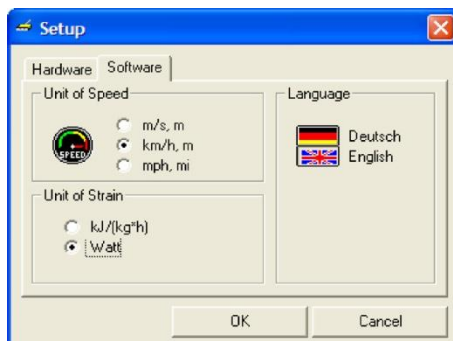 Setup
Hardware
Software
Unit of Speed
SPEED
m/s, m
km/h, m
mph, mi
Unit of Strain
kJ/(kg*h)
Watt
Language
Deutsch
English
OK
Cancel